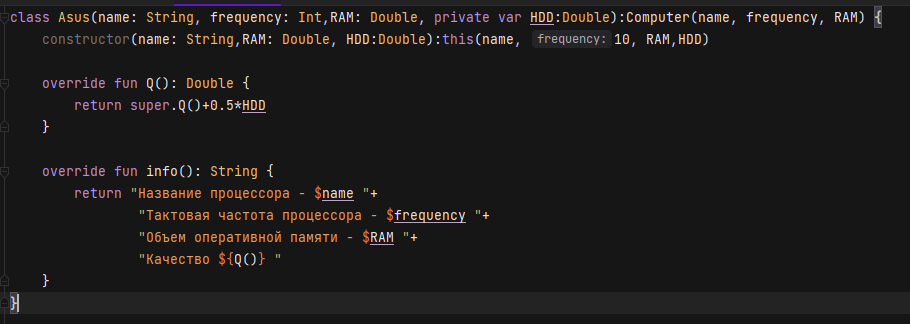 class Asus(name: String, frequency: Int,RAM: Double, private var HDD:Double):Computer(name, frequency, RAM) {
constructor(name: String,RAM: Double, HDD:Double):this(name, frequency: 10, RAM,HDD)
override fun Q(): Double {
return super.Q()+0.5*HDD
}
override fun info(): String {
return "Название процессора - $name "+
"Тактовая частота процессора - $frequency "+
"Объем оперативной памяти - $RAM "+
"Качество ${Q()} "
}
}